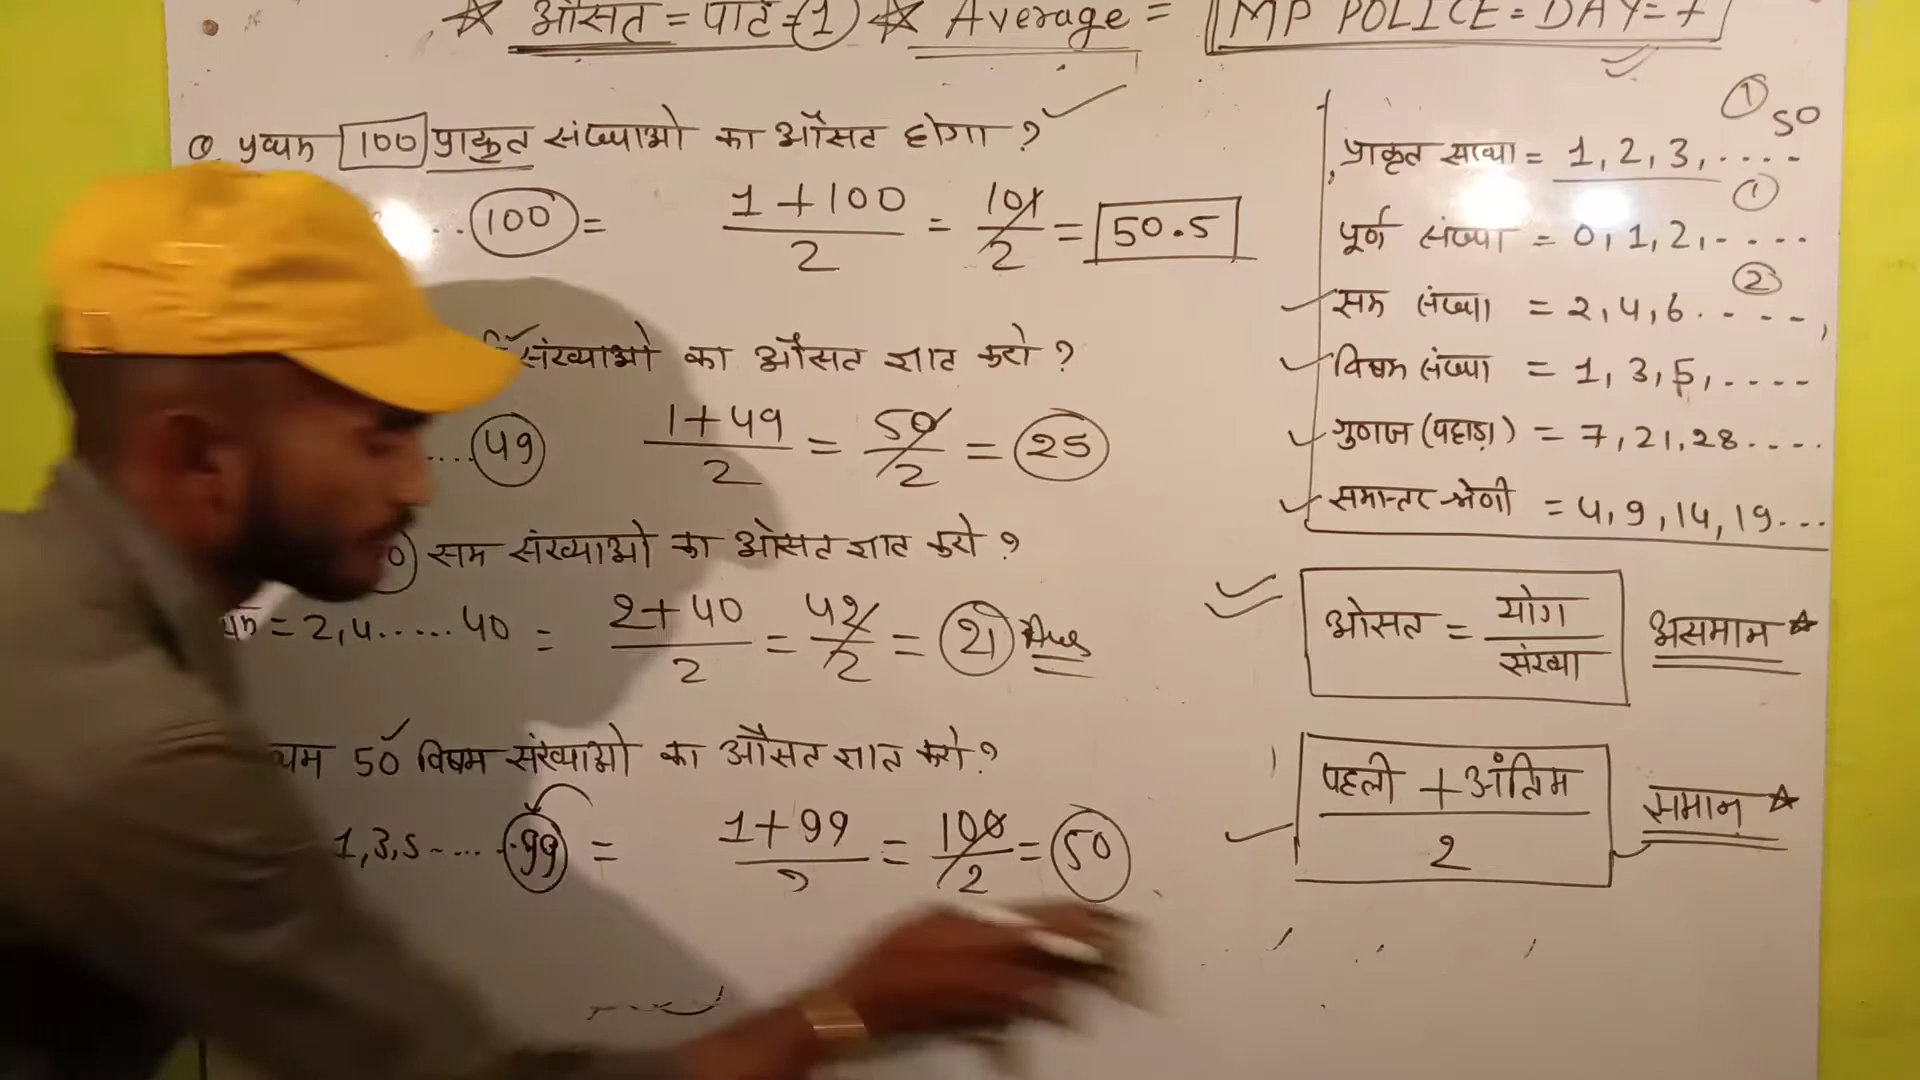 ☆ औसत = पाठ - 1 ☆ Average = MP POLICE = DAY = 7
Q. प्रथम 100 प्राकृत संख्याओ का औसत होगा ?
.. 100 = 1 + 100 / 2 = 101 / 2 = 50.5
संख्याओ का औसत ज्ञात करो ?
.... 49 1 + 49 / 2 = 50 / 2 = 25
सम संख्याओ का औसत ज्ञात करो ?
= 2, 4 ..... 40 = 2 + 40 / 2 = 42 / 2 = 21 Ans
50 विषम संख्याओ का औसत ज्ञात करो ?
1, 3, 5 - ... 99 = 1 + 99 / 2 = 100 / 2 = 50
① 50
प्राकृत संख्या = 1, 2, 3, ....
①
पूर्ण संख्या = 0, 1, 2, ....
②
सम संख्या = 2, 4, 6 . - - -,
विषम संख्या = 1, 3, 5, ....
गुणज (पहाड़ा) = 7, 21, 28 ....
समान्तर श्रेणी = 4, 9, 14, 19 ...
औसत = योग / संख्या असमान ☆
पहली + अंतिम / 2 समान ☆